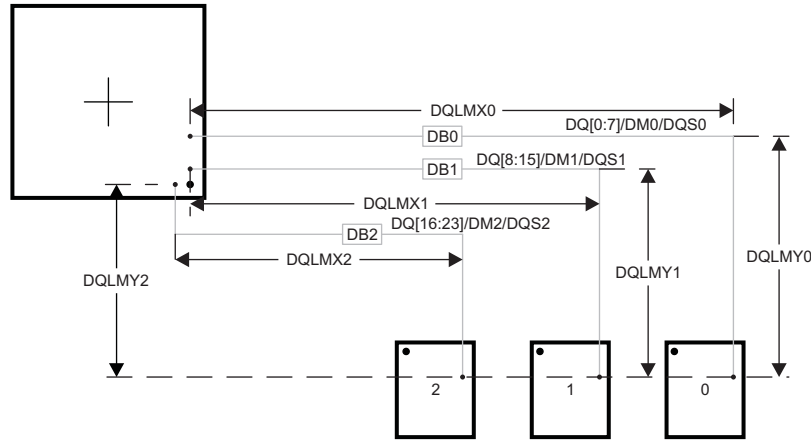 DQLMX0
DQ[0:7]/DM0/DQS0
DB0
DQ[8:15]/DM1/DQS1
DB1
DQLMX1
DQ[16:23]/DM2/DQS2
DB2
DQLMX2
DQLMY0
DQLMY1
DQLMY2
2
1
0